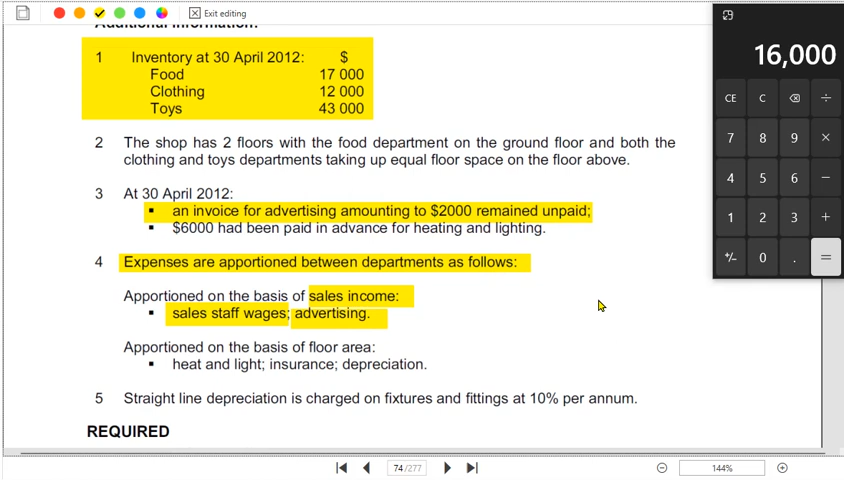 Exit editing
Additional information:
1 Inventory at 30 April 2012: $
Food 17 000
Clothing 12 000
Toys 43 000
2 The shop has 2 floors with the food department on the ground floor and both the
clothing and toys departments taking up equal floor space on the floor above.
3 At 30 April 2012:
▪ an invoice for advertising amounting to $2000 remained unpaid;
▪ $6000 had been paid in advance for heating and lighting.
4 Expenses are apportioned between departments as follows:
Apportioned on the basis of sales income:
▪ sales staff wages; advertising.
Apportioned on the basis of floor area:
▪ heat and light; insurance; depreciation.
5 Straight line depreciation is charged on fixtures and fittings at 10% per annum.
REQUIRED
74 /277
144%
16,000
CE C ÷
7 8 9 ×
4 5 6 −
1 2 3 +
+/- 0 . =